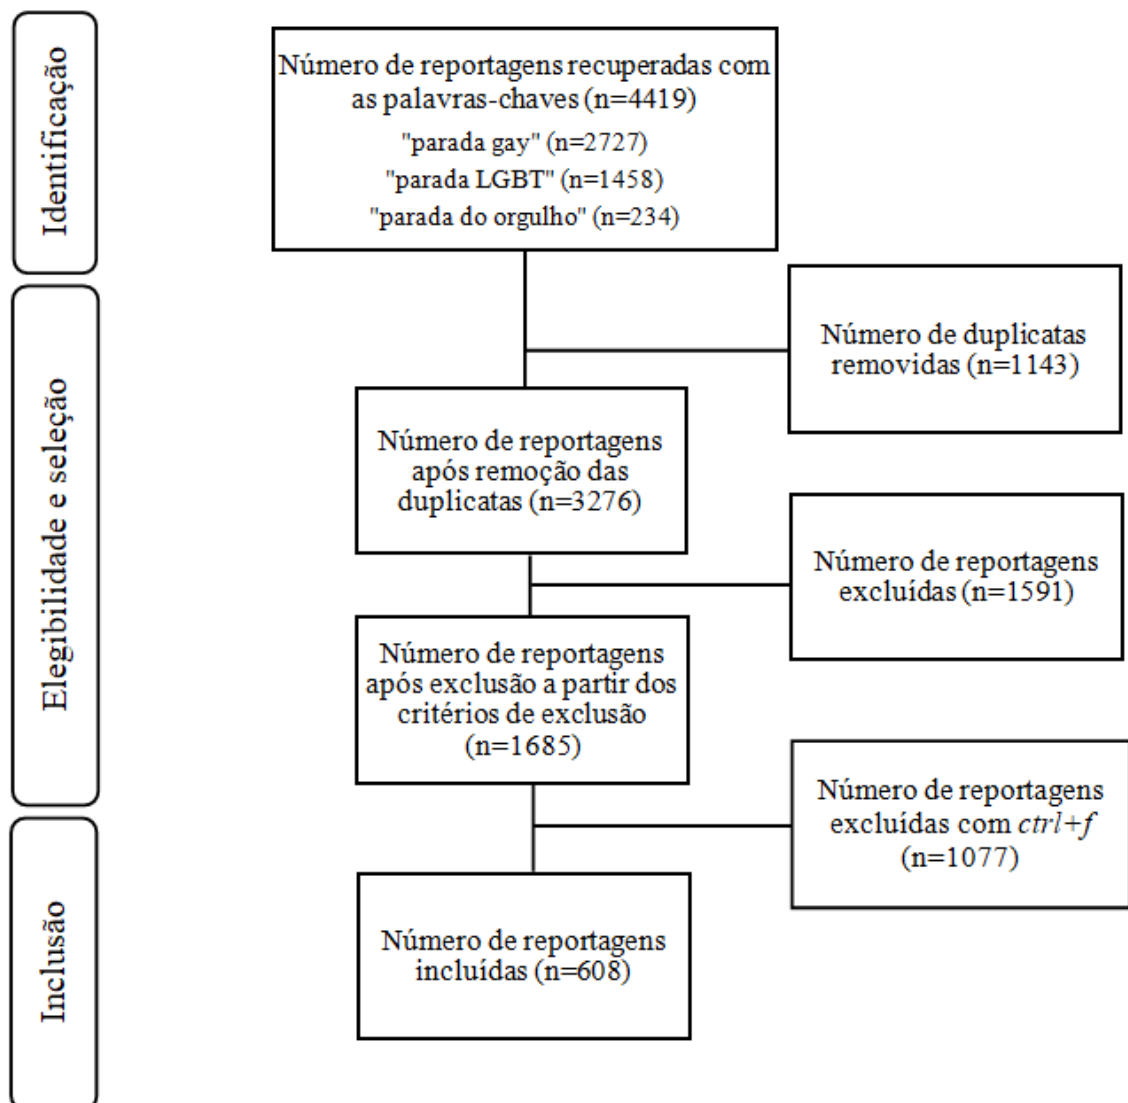 Identificação
Número de reportagens recuperadas com
as palavras-chaves (n=4419)
"parada gay" (n=2727)
"parada LGBT" (n=1458)
"parada do orgulho" (n=234)
Elegibilidade e seleção
Número de duplicatas
removidas (n=1143)
Número de reportagens
após remoção das
duplicatas (n=3276)
Número de reportagens
excluídas (n=1591)
Número de reportagens
após exclusão a partir dos
critérios de exclusão
(n=1685)
Número de reportagens
excluídas com ctrl+f
(n=1077)
Inclusão
Número de reportagens
incluídas (n=608)